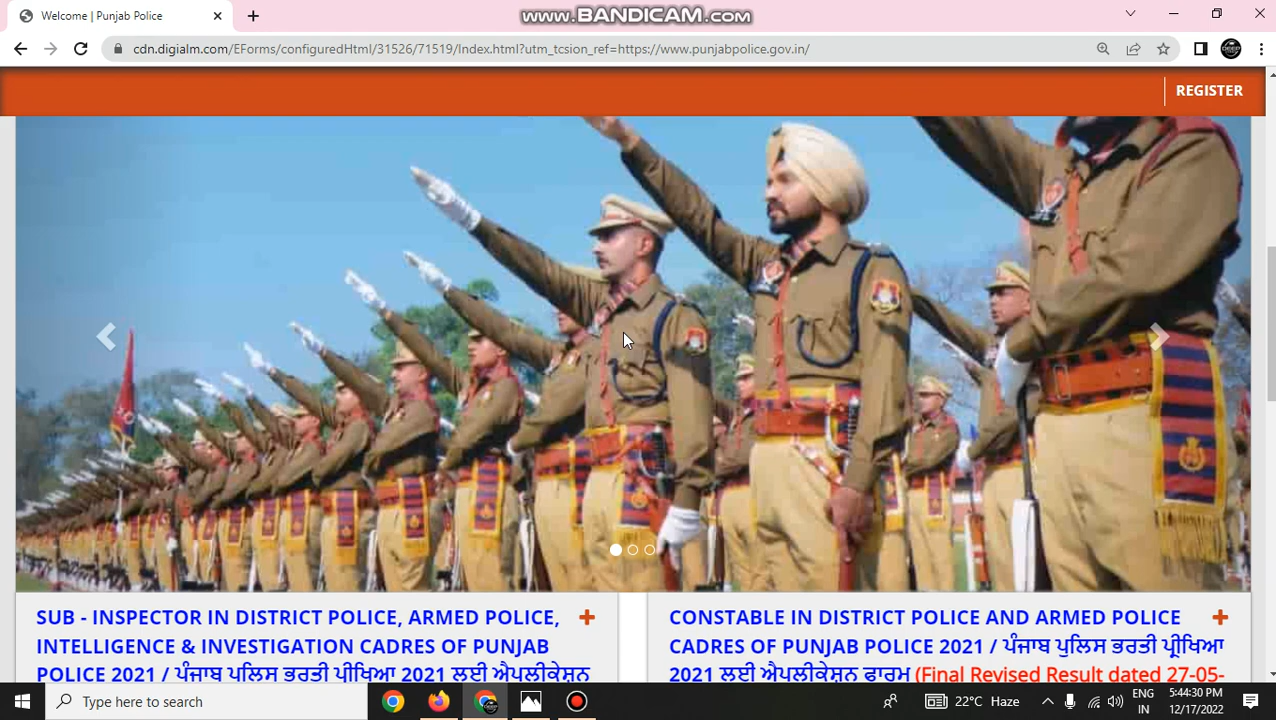 Welcome | Punjab Police
WWW.BANDICAM.COM
cdn.digialm.com/EForms/configuredHtml/31526/71519/Index.html?utm_tcsion_ref=https://www.punjabpolice.gov.in/
REGISTER
SUB - INSPECTOR IN DISTRICT POLICE, ARMED POLICE,
INTELLIGENCE & INVESTIGATION CADRES OF PUNJAB
POLICE 2021 / ਪੰਜਾਬ ਪੁਲਿਸ ਭਰਤੀ ਪ੍ਰੀਖਿਆ 2021 ਲਈ ਐਪਲੀਕੇਸ਼ਨ
CONSTABLE IN DISTRICT POLICE AND ARMED POLICE
CADRES OF PUNJAB POLICE 2021 / ਪੰਜਾਬ ਪੁਲਿਸ ਭਰਤੀ ਪ੍ਰੀਖਿਆ
2021 ਲਈ ਐਪਲੀਕੇਸ਼ਨ ਫਾਰਮ (Final Revised Result dated 27-05-
Type here to search
22°C Haze
ENG
IN
5:44:30 PM
12/17/2022